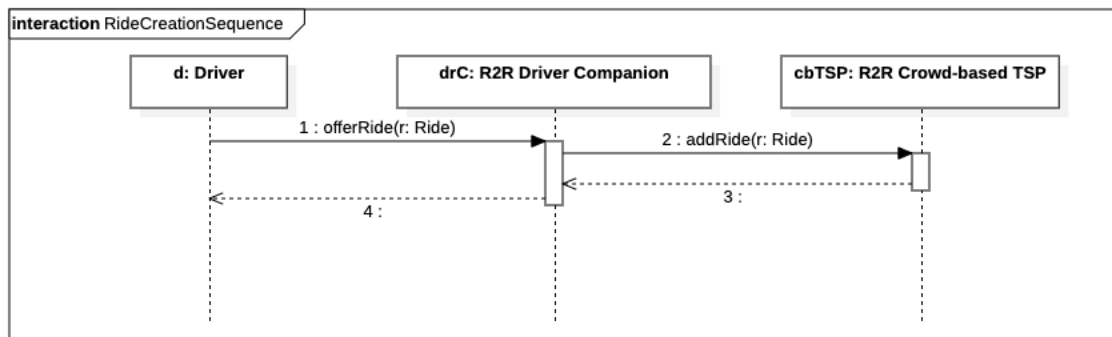 interaction RideCreationSequence
d: Driver
drC: R2R Driver Companion
cbTSP: R2R Crowd-based TSP
1 : offerRide(r: Ride)
2 : addRide(r: Ride)
3 :
4 :